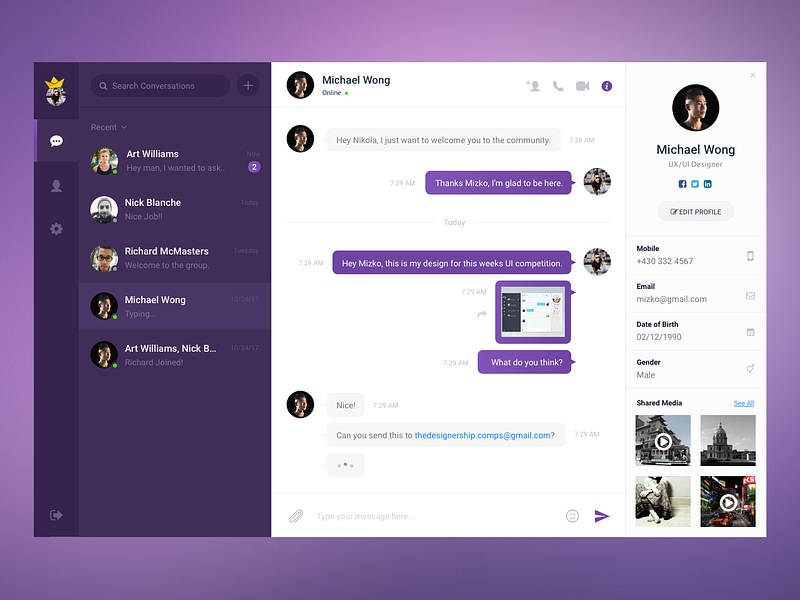 Search Conversations
Recent
Art Williams
Now
Hey man, I wanted to ask..
2
Nick Blanche
Today
Nice Job!!
Richard McMasters
Tuesday
Welcome to the group.
Michael Wong
10/24/17
Typing...
Art Williams, Nick B...
10/24/17
Richard Joined!
Michael Wong
Online
Hey Nikola, I just want to welcome you to the community.
7.29 AM
7.29 AM
Thanks Mizko, I'm glad to be here.
Today
7.29 AM
Hey Mizko, this is my design for this weeks UI competition.
7.29 AM
7.29 AM
What do you think?
Nice!
7.29 AM
Can you send this to thedesignership.comps@gmail.com?
7.29 AM
Type your message here...
Michael Wong
UX/UI Designer
EDIT PROFILE
Mobile
+430 332 4567
Email
mizko@gmail.com
Date of Birth
02/12/1990
Gender
Male
Shared Media
See All